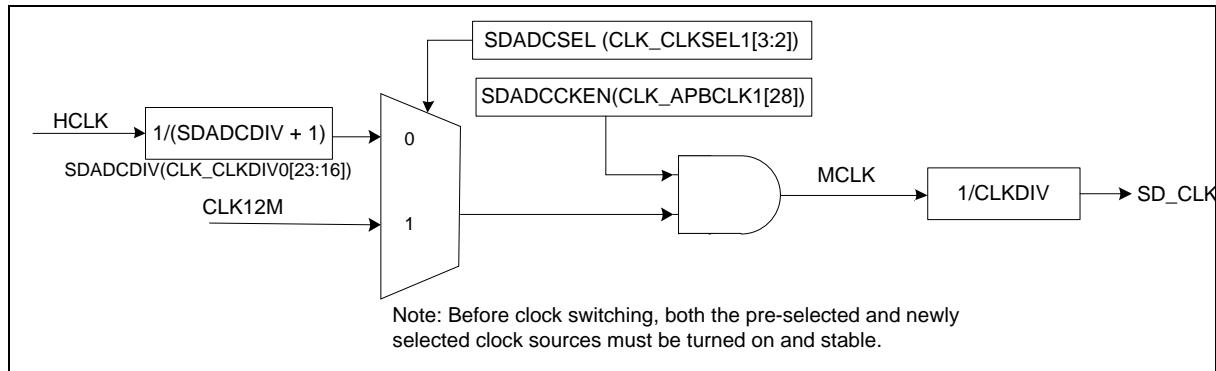 SDADCSEL (CLK_CLKSEL1[3:2])
SDADCCKEN(CLK_APBCLK1[28])
HCLK
1/(SDADCDIV + 1)
SDADCDIV(CLK_CLKDIV0[23:16])
0
CLK12M
1
MCLK
1/CLKDIV
SD_CLK
Note: Before clock switching, both the pre-selected and newly
selected clock sources must be turned on and stable.